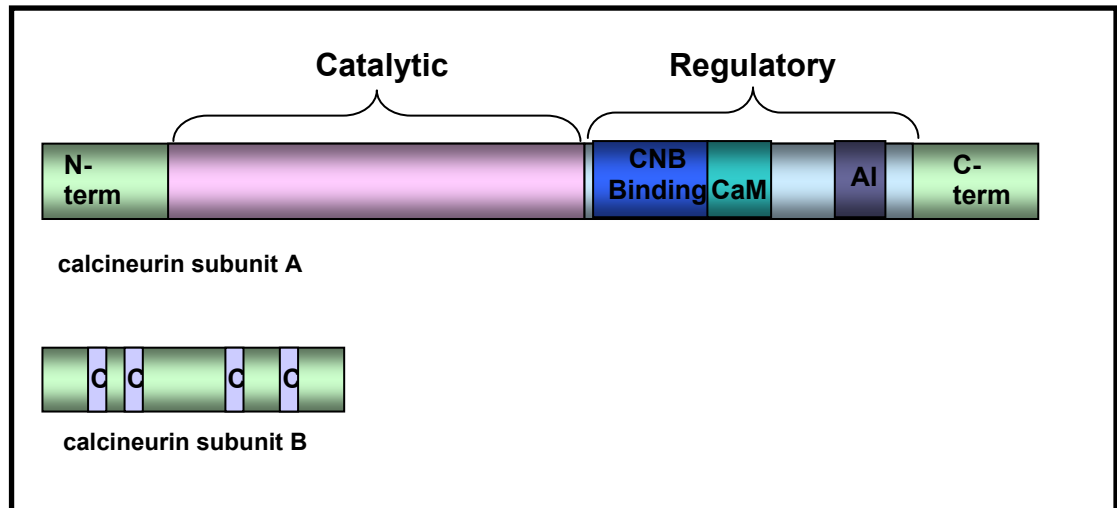 Catalytic
Regulatory
N-
term
CNB
Binding
CaM
AI
C-
term
calcineurin subunit A
C C C C
calcineurin subunit B